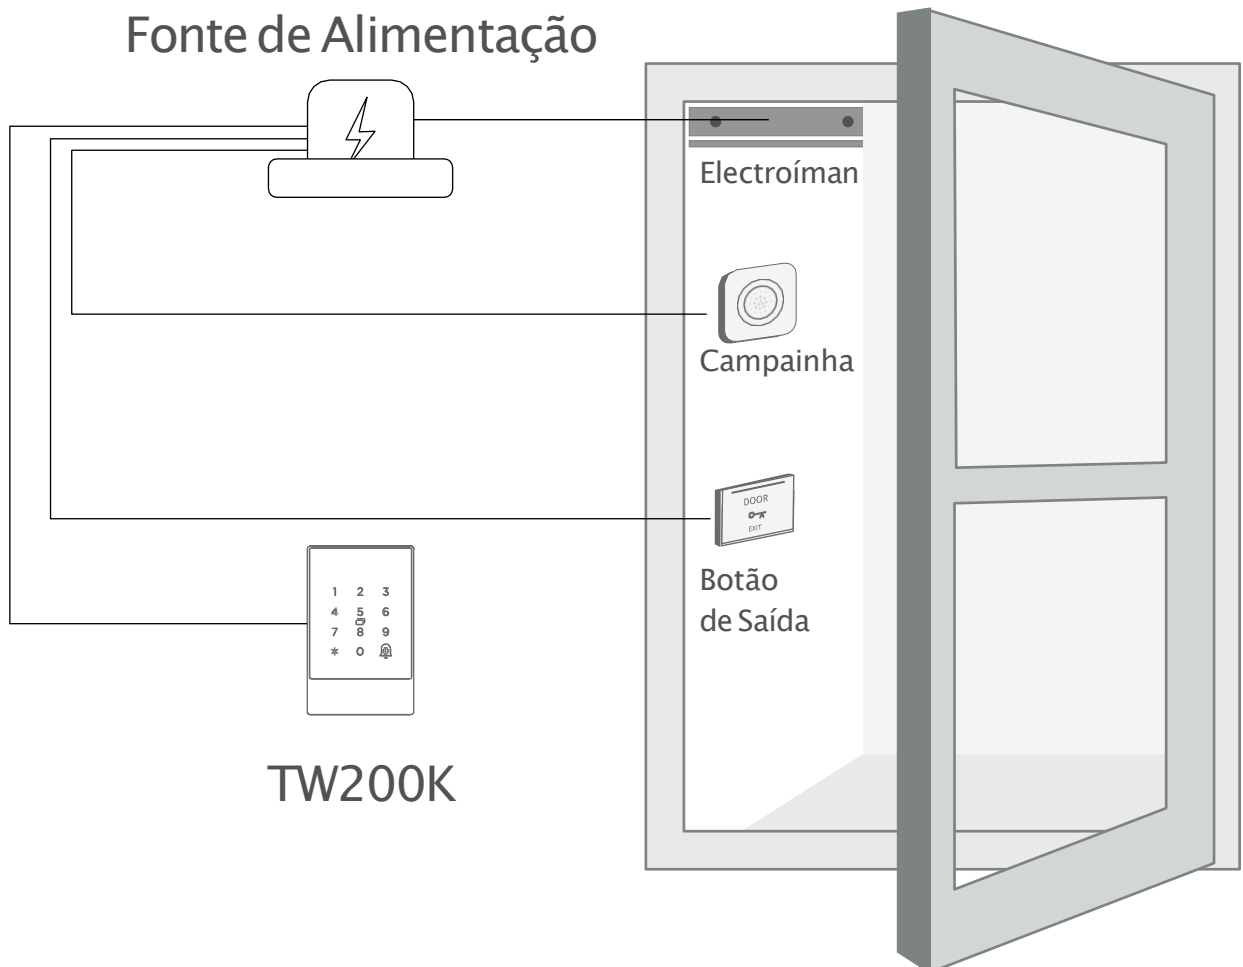 Fonte de Alimentação
Electroíman
Campainha
DOOR
EXIT
Botão
de Saída
1 2 3
4 5 6
7 8 9
* 0
TW200K